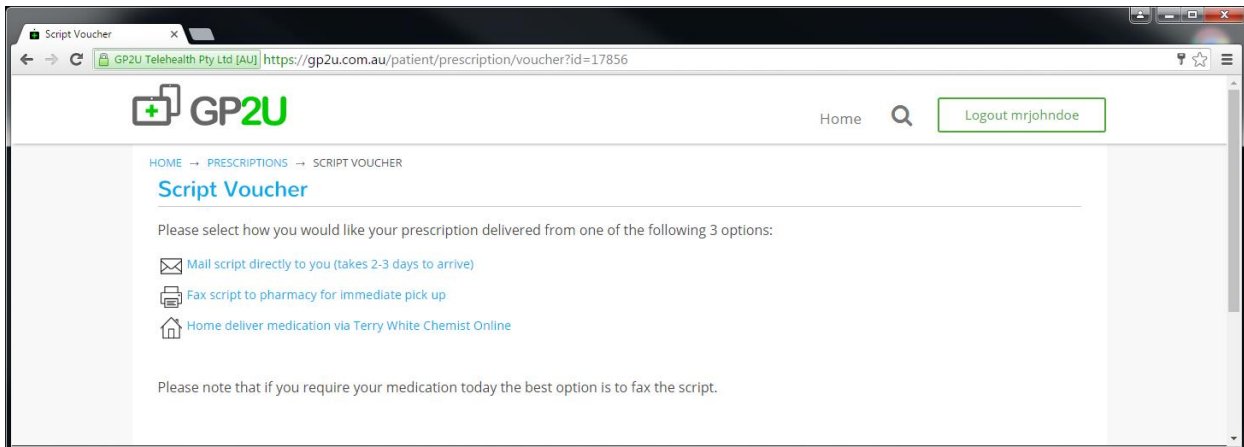 Script Voucher
GP2U Telehealth Pty Ltd [AU] https://gp2u.com.au/patient/prescription/voucher?id=17856
GP2U
Home
Logout mrjohndoe
HOME → PRESCRIPTIONS → SCRIPT VOUCHER
Script Voucher
Please select how you would like your prescription delivered from one of the following 3 options:
Mail script directly to you (takes 2-3 days to arrive)
Fax script to pharmacy for immediate pick up
Home deliver medication via Terry White Chemist Online
Please note that if you require your medication today the best option is to fax the script.